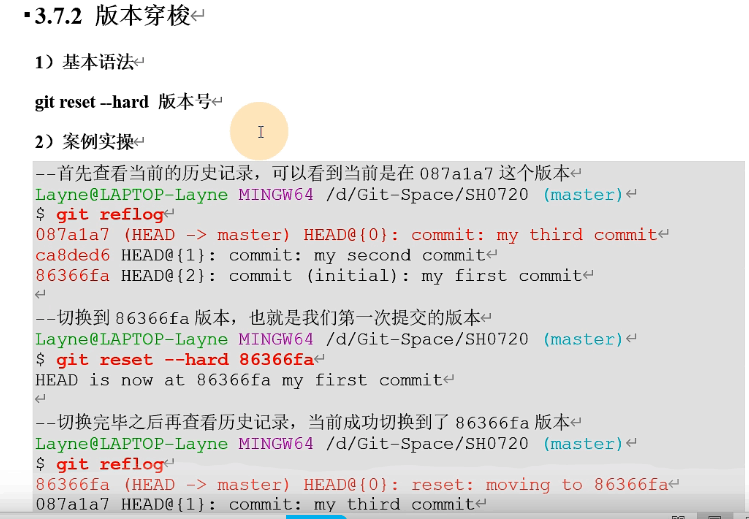 3.7.2 版本穿梭
1）基本语法
git reset --hard 版本号
2）案例实操
--首先查看当前的历史记录，可以看到当前是在 087a1a7 这个版本
Layne@LAPTOP-Layne MINGW64 /d/Git-Space/SH0720 (master)
$ git reflog
087a1a7 (HEAD -> master) HEAD@{0}: commit: my third commit
ca8ded6 HEAD@{1}: commit: my second commit
86366fa HEAD@{2}: commit (initial): my first commit
--切换到 86366fa 版本，也就是我们第一次提交的版本
Layne@LAPTOP-Layne MINGW64 /d/Git-Space/SH0720 (master)
$ git reset --hard 86366fa
HEAD is now at 86366fa my first commit
--切换完毕之后再查看历史记录，当前成功切换到了 86366fa 版本
Layne@LAPTOP-Layne MINGW64 /d/Git-Space/SH0720 (master)
$ git reflog
86366fa (HEAD -> master) HEAD@{0}: reset: moving to 86366fa
087a1a7 HEAD@{1}: commit: my third commit